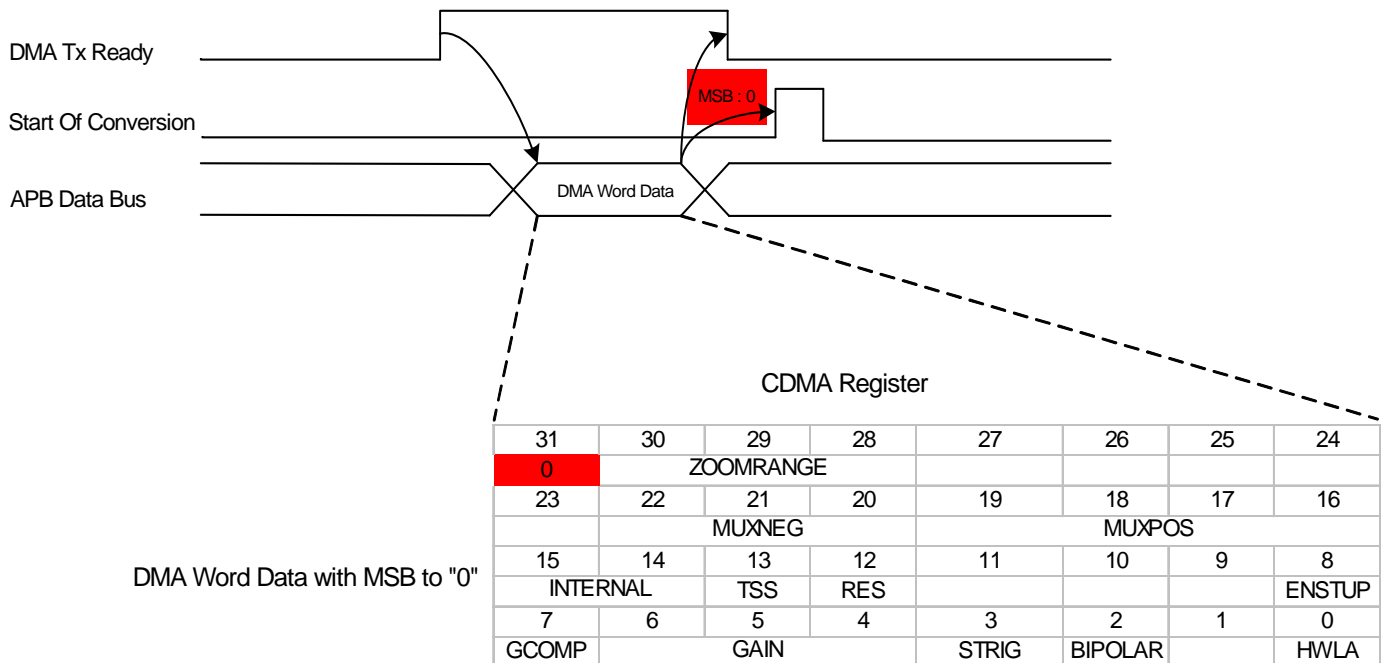 DMA Tx Ready
MSB : 0
Start Of Conversion
DMA Word Data
APB Data Bus
CDMA Register
31 30 29 28 27 26 25 24
0 ZOOMRANGE
23 22 21 20 19 18 17 16
MUXNEG MUXPOS
15 14 13 12 11 10 9 8
DMA Word Data with MSB to "0"
INTERNAL TSS RES ENSTUP
7 6 5 4 3 2 1 0
GCOMP GAIN STRIG BIPOLAR HWLA